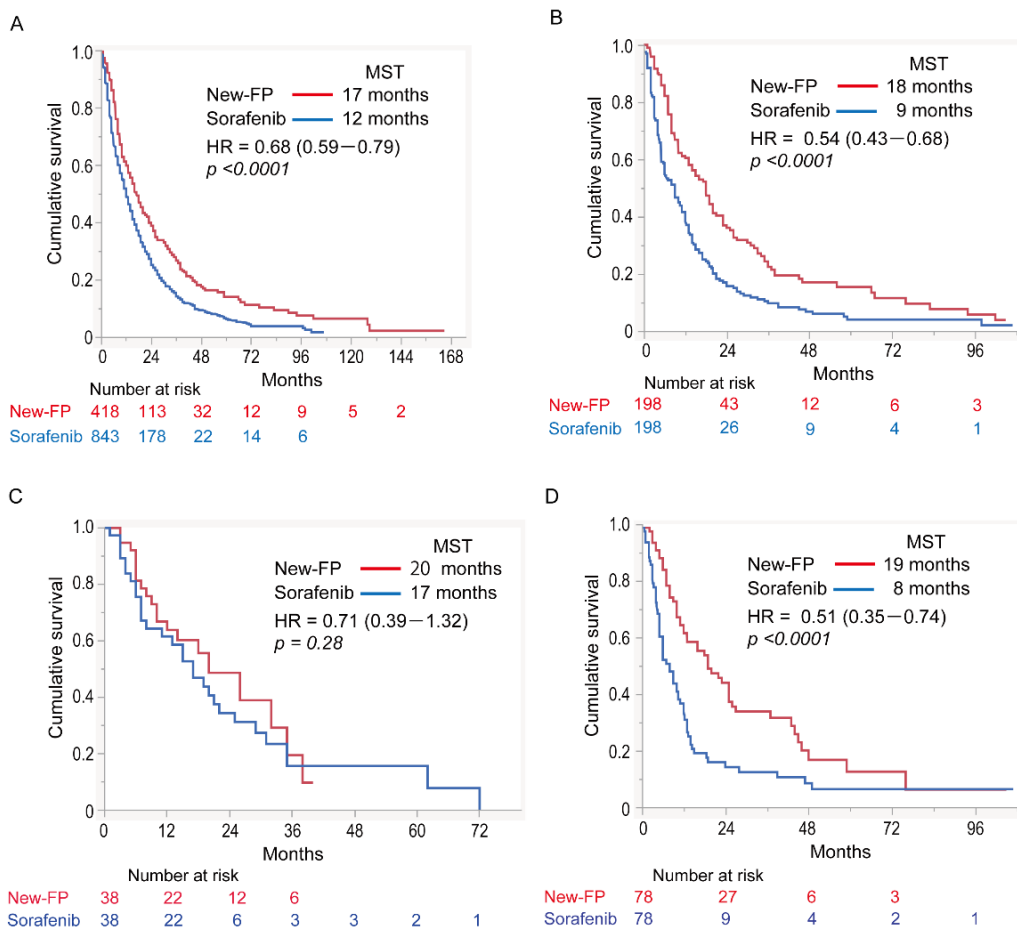 A
1.0
0.8
0.6
0.4
0.2
0
Cumulative survival
MST
New-FP 17 months
Sorafenib 12 months
HR = 0.68 (0.59−0.79)
p <0.0001
0 24 48 72 96 120 144 168
Months
Number at risk
New-FP 418 113 32 12 9 5 2
Sorafenib 843 178 22 14 6
B
1.0
0.8
0.6
0.4
0.2
0
Cumulative survival
MST
New-FP 18 months
Sorafenib 9 months
HR = 0.54 (0.43−0.68)
p <0.0001
0 24 48 72 96
Months
Number at risk
New-FP 198 43 12 6 3
Sorafenib 198 26 9 4 1
C
1.0
0.8
0.6
0.4
0.2
0
Cumulative survival
MST
New-FP 20 months
Sorafenib 17 months
HR = 0.71 (0.39−1.32)
p = 0.28
0 12 24 36 48 60 72
Months
Number at risk
New-FP 38 22 12 6
Sorafenib 38 22 6 3 3 2 1
D
1.0
0.8
0.6
0.4
0.2
0
Cumulative survival
MST
New-FP 19 months
Sorafenib 8 months
HR = 0.51 (0.35−0.74)
p <0.0001
0 24 48 72 96
Months
Number at risk
New-FP 78 27 6 3
Sorafenib 78 9 4 2 1